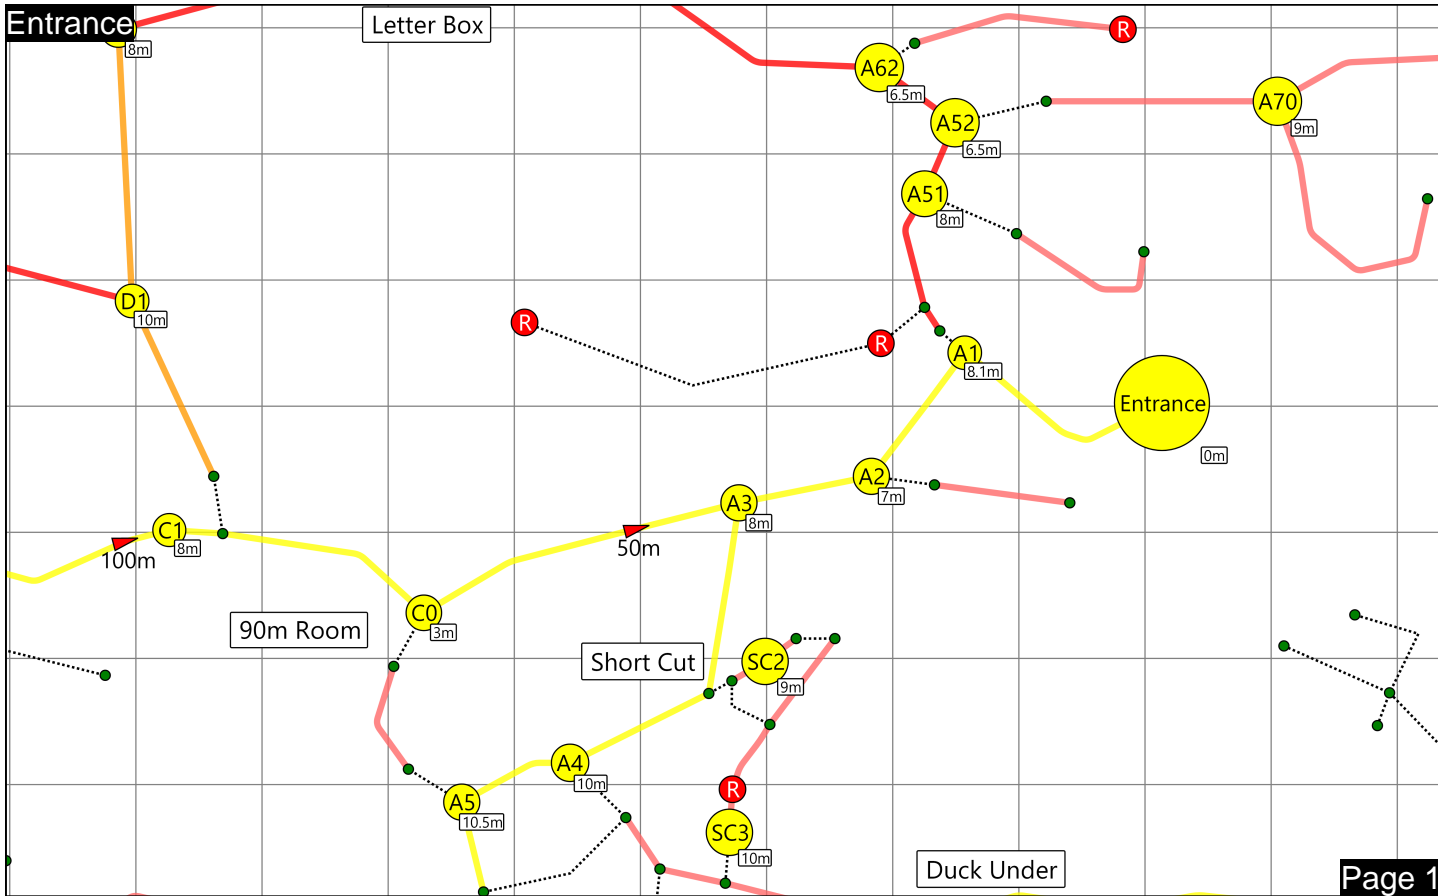 Entrance
Letter Box
R
8m
A62
6.5m
A70
9m
A52
6.5m
A51
8m
D1
10m
R
R
A1
8.1m
Entrance
0m
A2
7m
A3
8m
50m
C1
8m
100m
C0
3m
90m Room
Short Cut
SC2
9m
A4
10m
R
A5
10.5m
SC3
10m
Duck Under
Page 1